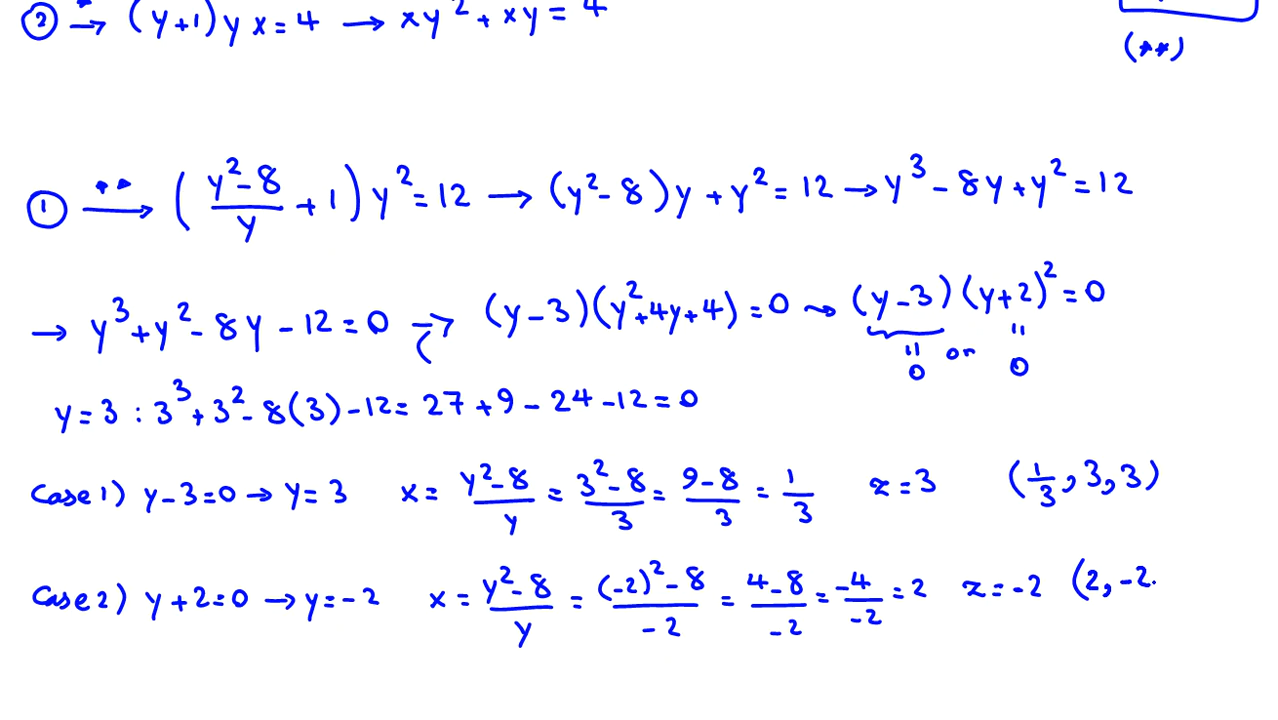 ② →* (y+1)yx=4 → xy²+xy=4
(**)
① →** ((y²-8)/y + 1)y²=12 → (y²-8)y+y²=12 → y³-8y+y²=12
→ y³+y²-8y-12=0 → (y-3)(y²+4y+4)=0 ⇝ (y-3)(y+2)²=0
" or "
0 0
y=3 : 3³+3²-8(3)-12=27+9-24-12=0
Case 1) y-3=0 → y=3 x= (y²-8)/y = (3²-8)/3 = (9-8)/3 = 1/3 z=3 (1/3, 3, 3)
Case 2) y+2=0 → y=-2 x= (y²-8)/y = ((-2)²-8)/-2 = (4-8)/-2 = -4/-2 = 2 z=-2 (2, -2.